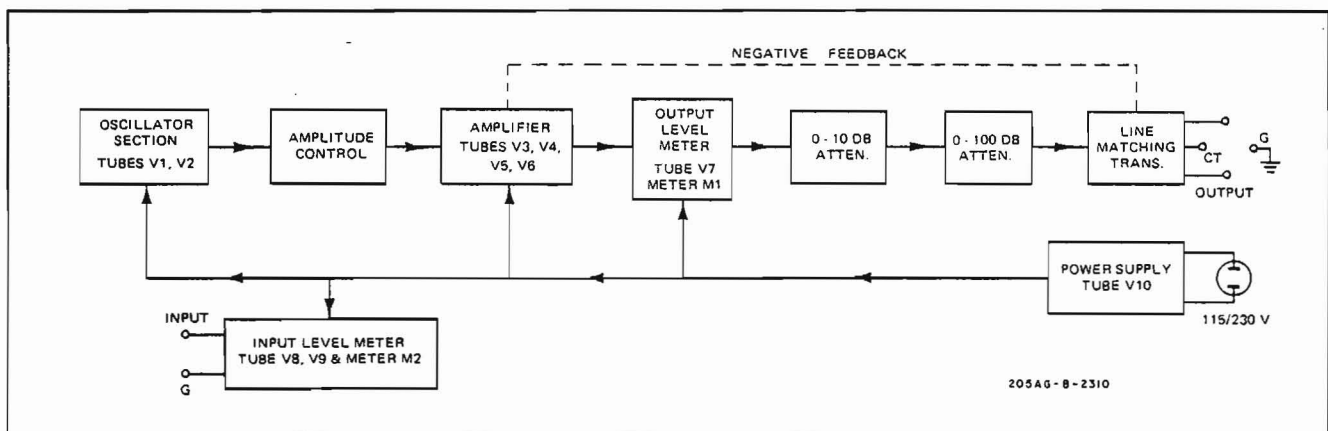 NEGATIVE FEEDBACK
OSCILLATOR
SECTION
TUBES V1, V2
AMPLITUDE
CONTROL
AMPLIFIER
TUBES V3, V4,
V5, V6
OUTPUT
LEVEL
METER
TUBE V7
METER M1
0 - 10 DB
ATTEN.
0 - 100 DB
ATTEN.
LINE
MATCHING
TRANS.
CT
G
OUTPUT
POWER SUPPLY
TUBE V10
115/230 V
INPUT
G
INPUT LEVEL METER
TUBE V8, V9 & METER M2
205AG-B-2310